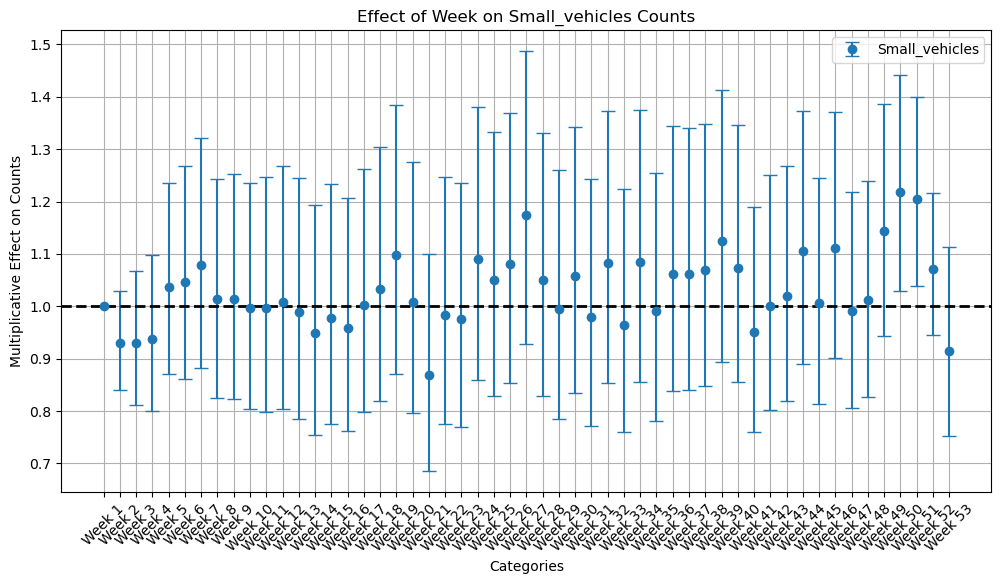 Effect of Week on Small_vehicles Counts
Small_vehicles
Multiplicative Effect on Counts
1.5
1.4
1.3
1.2
1.1
1.0
0.9
0.8
0.7
Week 1
Week 2
Week 3
Week 4
Week 5
Week 6
Week 7
Week 8
Week 9
Week 10
Week 11
Week 12
Week 13
Week 14
Week 15
Week 16
Week 17
Week 18
Week 19
Week 20
Week 21
Week 22
Week 23
Week 24
Week 25
Week 26
Week 27
Week 28
Week 29
Week 30
Week 31
Week 32
Week 33
Week 34
Week 35
Week 36
Week 37
Week 38
Week 39
Week 40
Week 41
Week 42
Week 43
Week 44
Week 45
Week 46
Week 47
Week 48
Week 49
Week 50
Week 51
Week 52
Week 53
Categories